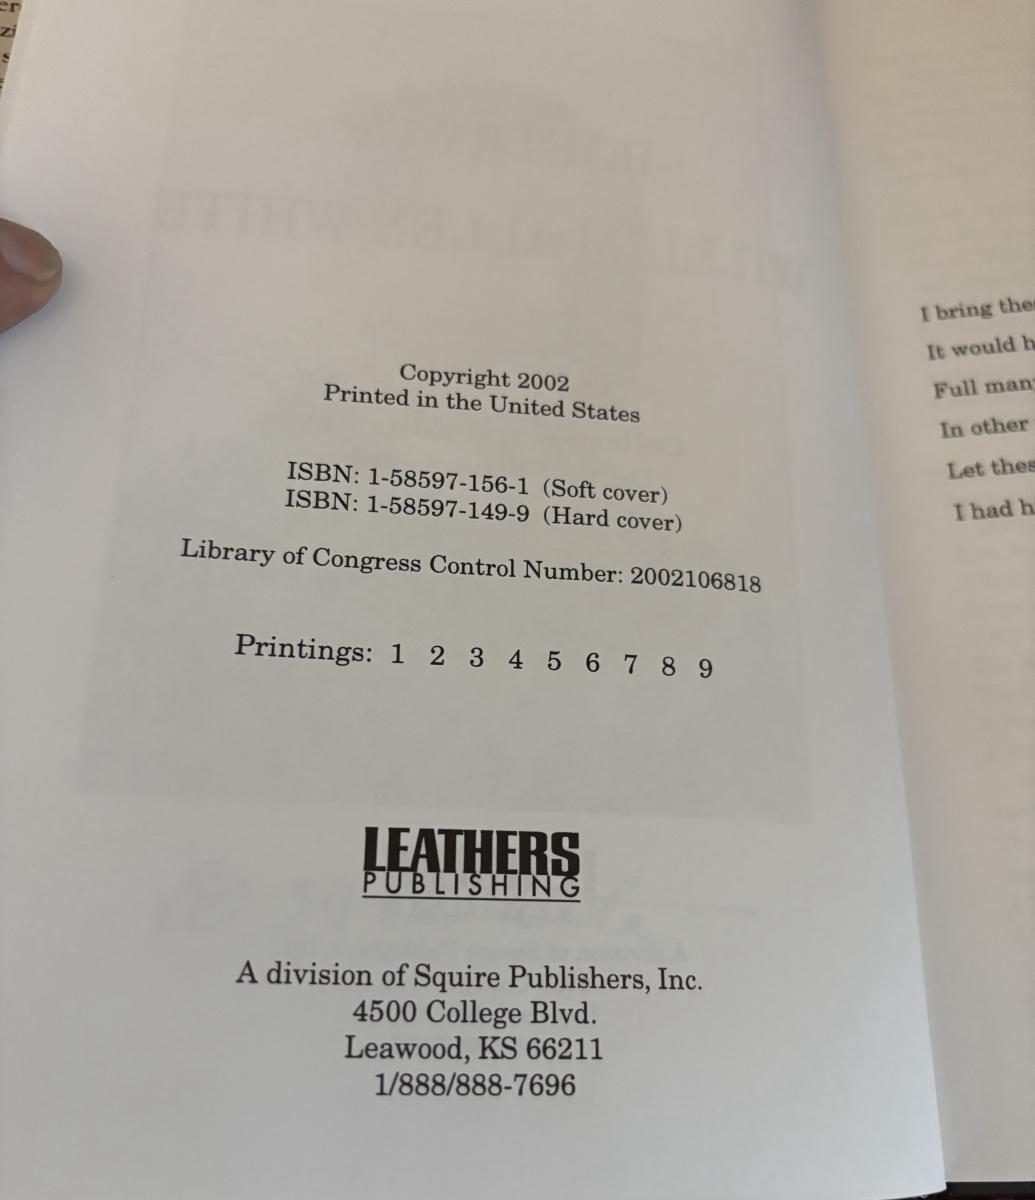 Copyright 2002
Printed in the United States
ISBN: 1-58597-156-1 (Soft cover)
ISBN: 1-58597-149-9 (Hard cover)
Library of Congress Control Number: 2002106818
Printings: 1 2 3 4 5 6 7 8 9
LEATHERS
PUBLISHING
A division of Squire Publishers, Inc.
4500 College Blvd.
Leawood, KS 66211
1/888/888-7696
I bring
It would
Full
In other
Let
I had